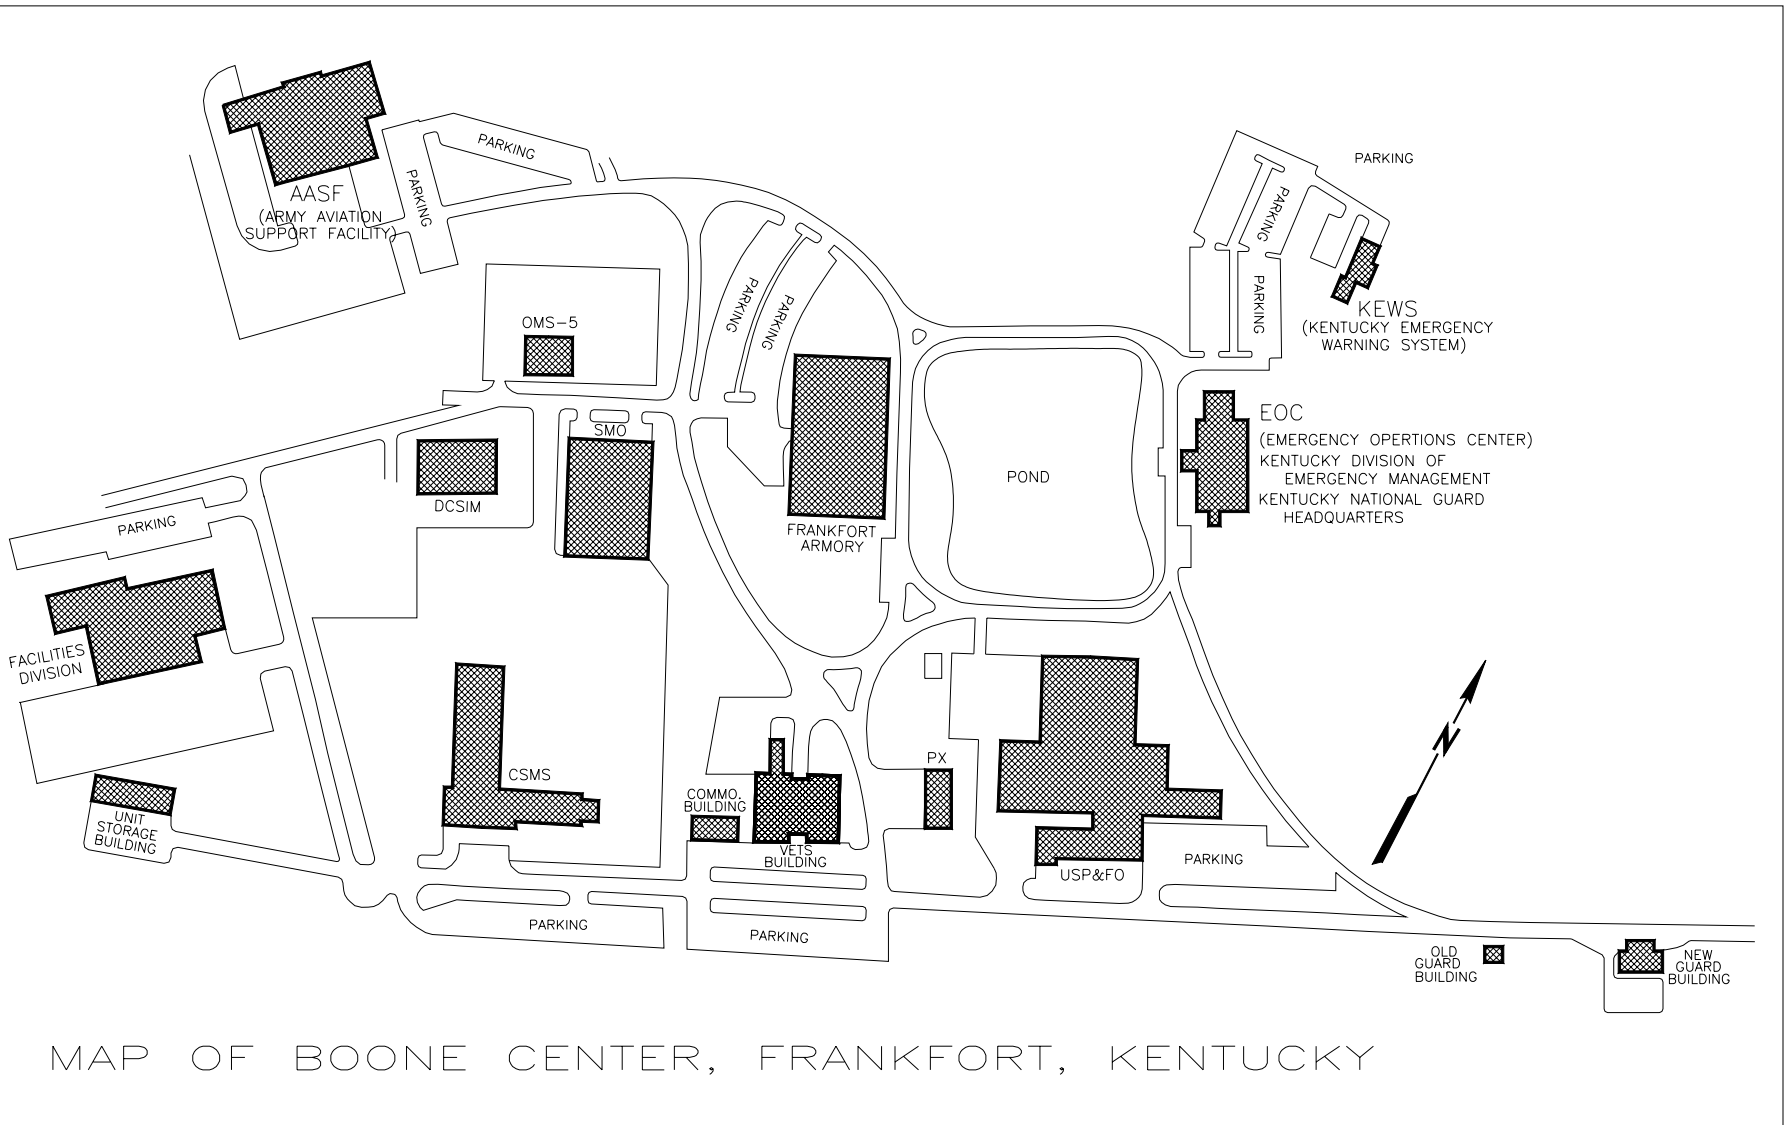 PARKING
PARKING
AASF
(ARMY AVIATION
SUPPORT FACILITY)
PARKING
PARKING
PARKING
PARKING
PARKING
PARKING
KEWS
(KENTUCKY EMERGENCY
WARNING SYSTEM)
OMS-5
SMO
DCSIM
FRANKFORT
ARMORY
POND
EOC
(EMERGENCY OPERTIONS CENTER)
KENTUCKY DIVISION OF
EMERGENCY MANAGEMENT
KENTUCKY NATIONAL GUARD
HEADQUARTERS
PARKING
FACILITIES
DIVISION
N
CSMS
COMMO.
BUILDING
PX
UNIT
STORAGE
BUILDING
VETS
BUILDING
USP&FO
PARKING
PARKING
PARKING
OLD
GUARD
BUILDING
NEW
GUARD
BUILDING
MAP OF BOONE CENTER, FRANKFORT, KENTUCKY